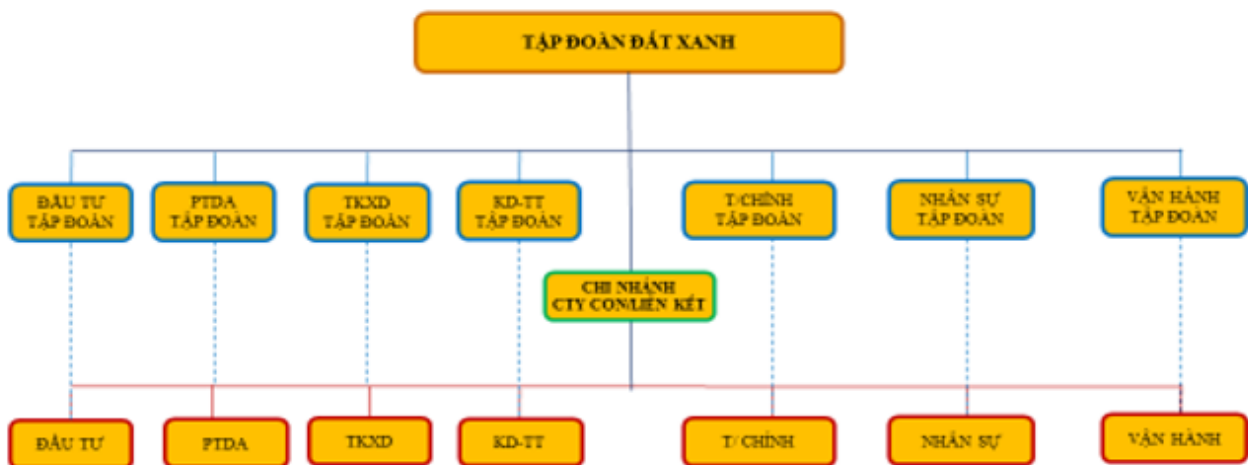 TẬP ĐOÀN ĐẤT XANH
ĐẦU TƯ
TẬP ĐOÀN
PTDA
TẬP ĐOÀN
TKXD
TẬP ĐOÀN
KD-TT
TẬP ĐOÀN
T/CHÍNH
TẬP ĐOÀN
NHÂN SỰ
TẬP ĐOÀN
VẬN HÀNH
TẬP ĐOÀN
CHI NHÁNH
CTY CON/LIÊN KẾT
ĐẦU TƯ
PTDA
TKXD
KD-TT
T/ CHÍNH
NHÂN SỰ
VẬN HÀNH